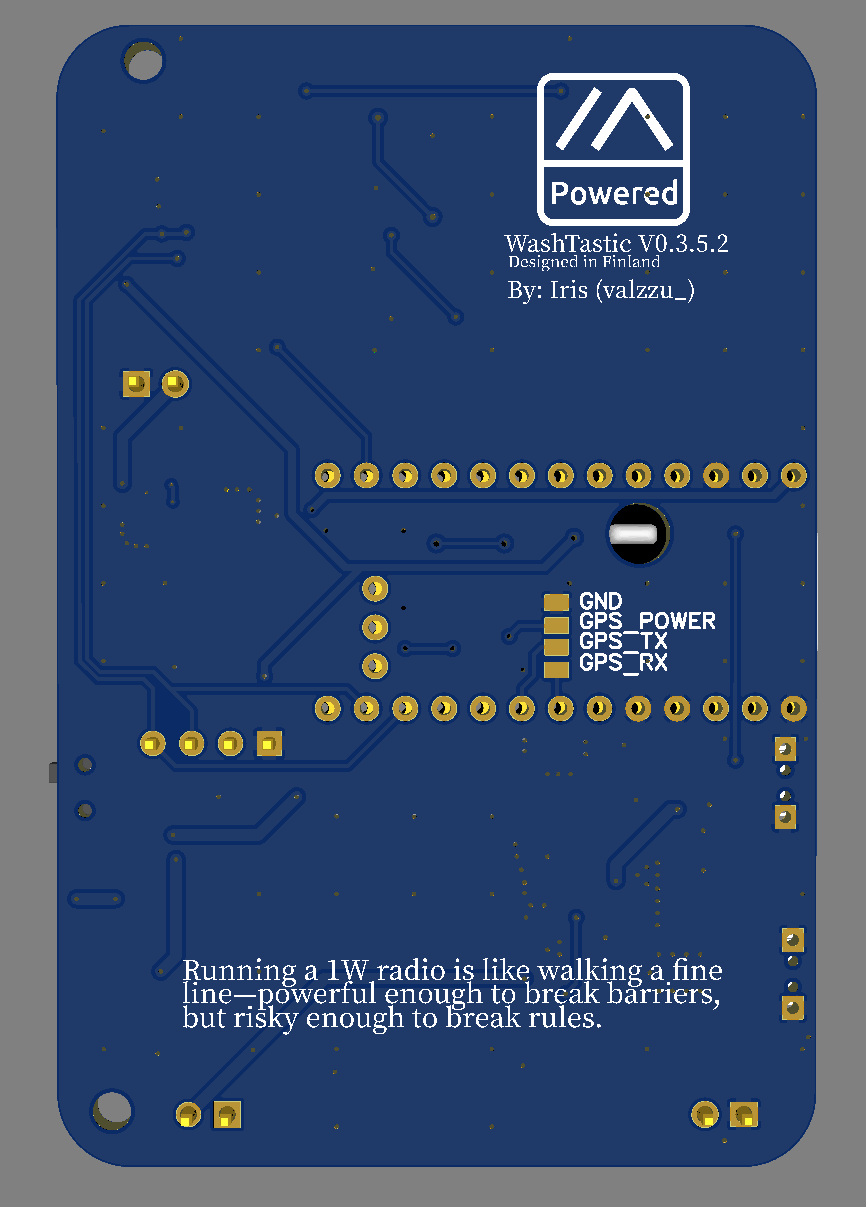 Powered
WashTastic V0.3.5.2
Designed in Finland
By: Iris (valzzu_)
GND
GPS_POWER
GPS_TX
GPS_RX
Running a 1W radio is like walking a fine
line—powerful enough to break barriers,
but risky enough to break rules.